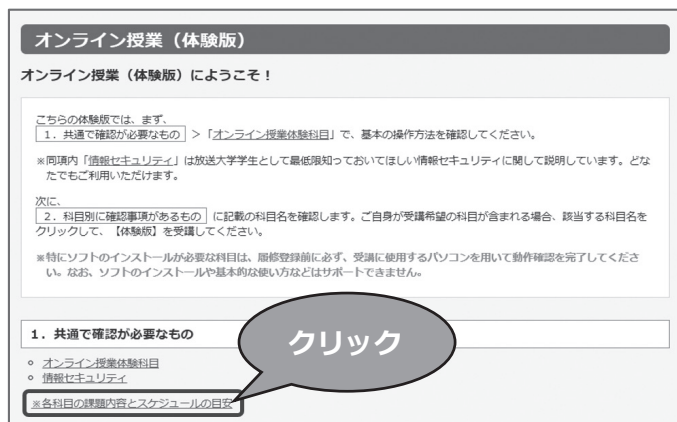 オンライン授業(体験版)
オンライン授業(体験版)にようこそ!
こちらの体験版では、まず、
1.共通で確認が必要なもの >「オンライン授業体験科目」で、基本の操作方法を確認してください。
※同項内「情報セキュリティ」は放送大学学生として最低限知っておいてほしい情報セキュリティに関して説明しています。どな
たでもご利用いただけます。
次に、
2.科目別に確認事項があるもの に記載の科目名を確認します。ご自身が受講希望の科目が含まれる場合、該当する科目名を
クリックして、【体験版】を受講してください。
※特にソフトのインストールが必要な科目は、履修登録前に必ず、受講に使用するパソコンを用いて動作確認を完了してくださ
い。なお、ソフトのインストールや基本的な使い方などはサポートできません。
1.共通で確認が必要なもの
クリック
オンライン授業体験科目
情報セキュリティ
※各科目の課題内容とスケジュールの目安